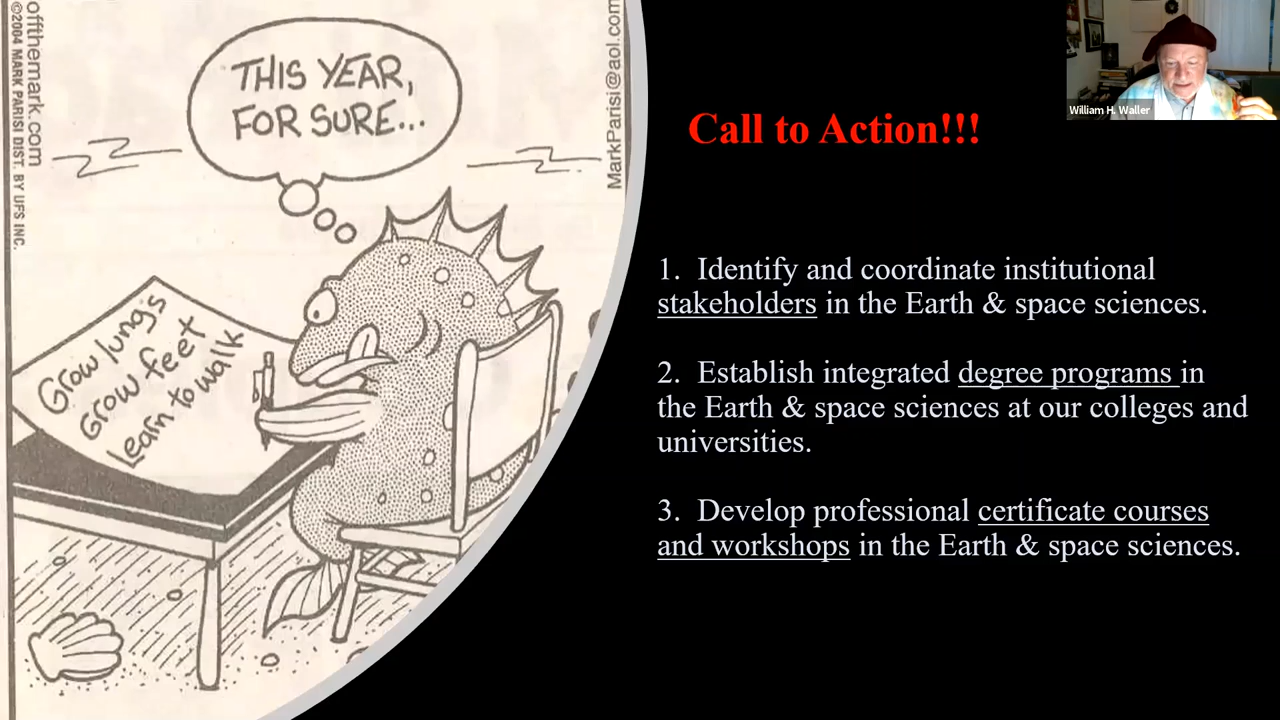 offthemark.com
©2004 MARK PARISI DIST. BY UFS INC.
THIS YEAR,
FOR SURE...
MarkParisi@aol.com
Grow lungs
Grow feet
Learn to walk
Call to Action!!!
1. Identify and coordinate institutional
stakeholders in the Earth & space sciences.
2. Establish integrated degree programs in
the Earth & space sciences at our colleges and
universities.
3. Develop professional certificate courses
and workshops in the Earth & space sciences.
William H. Waller